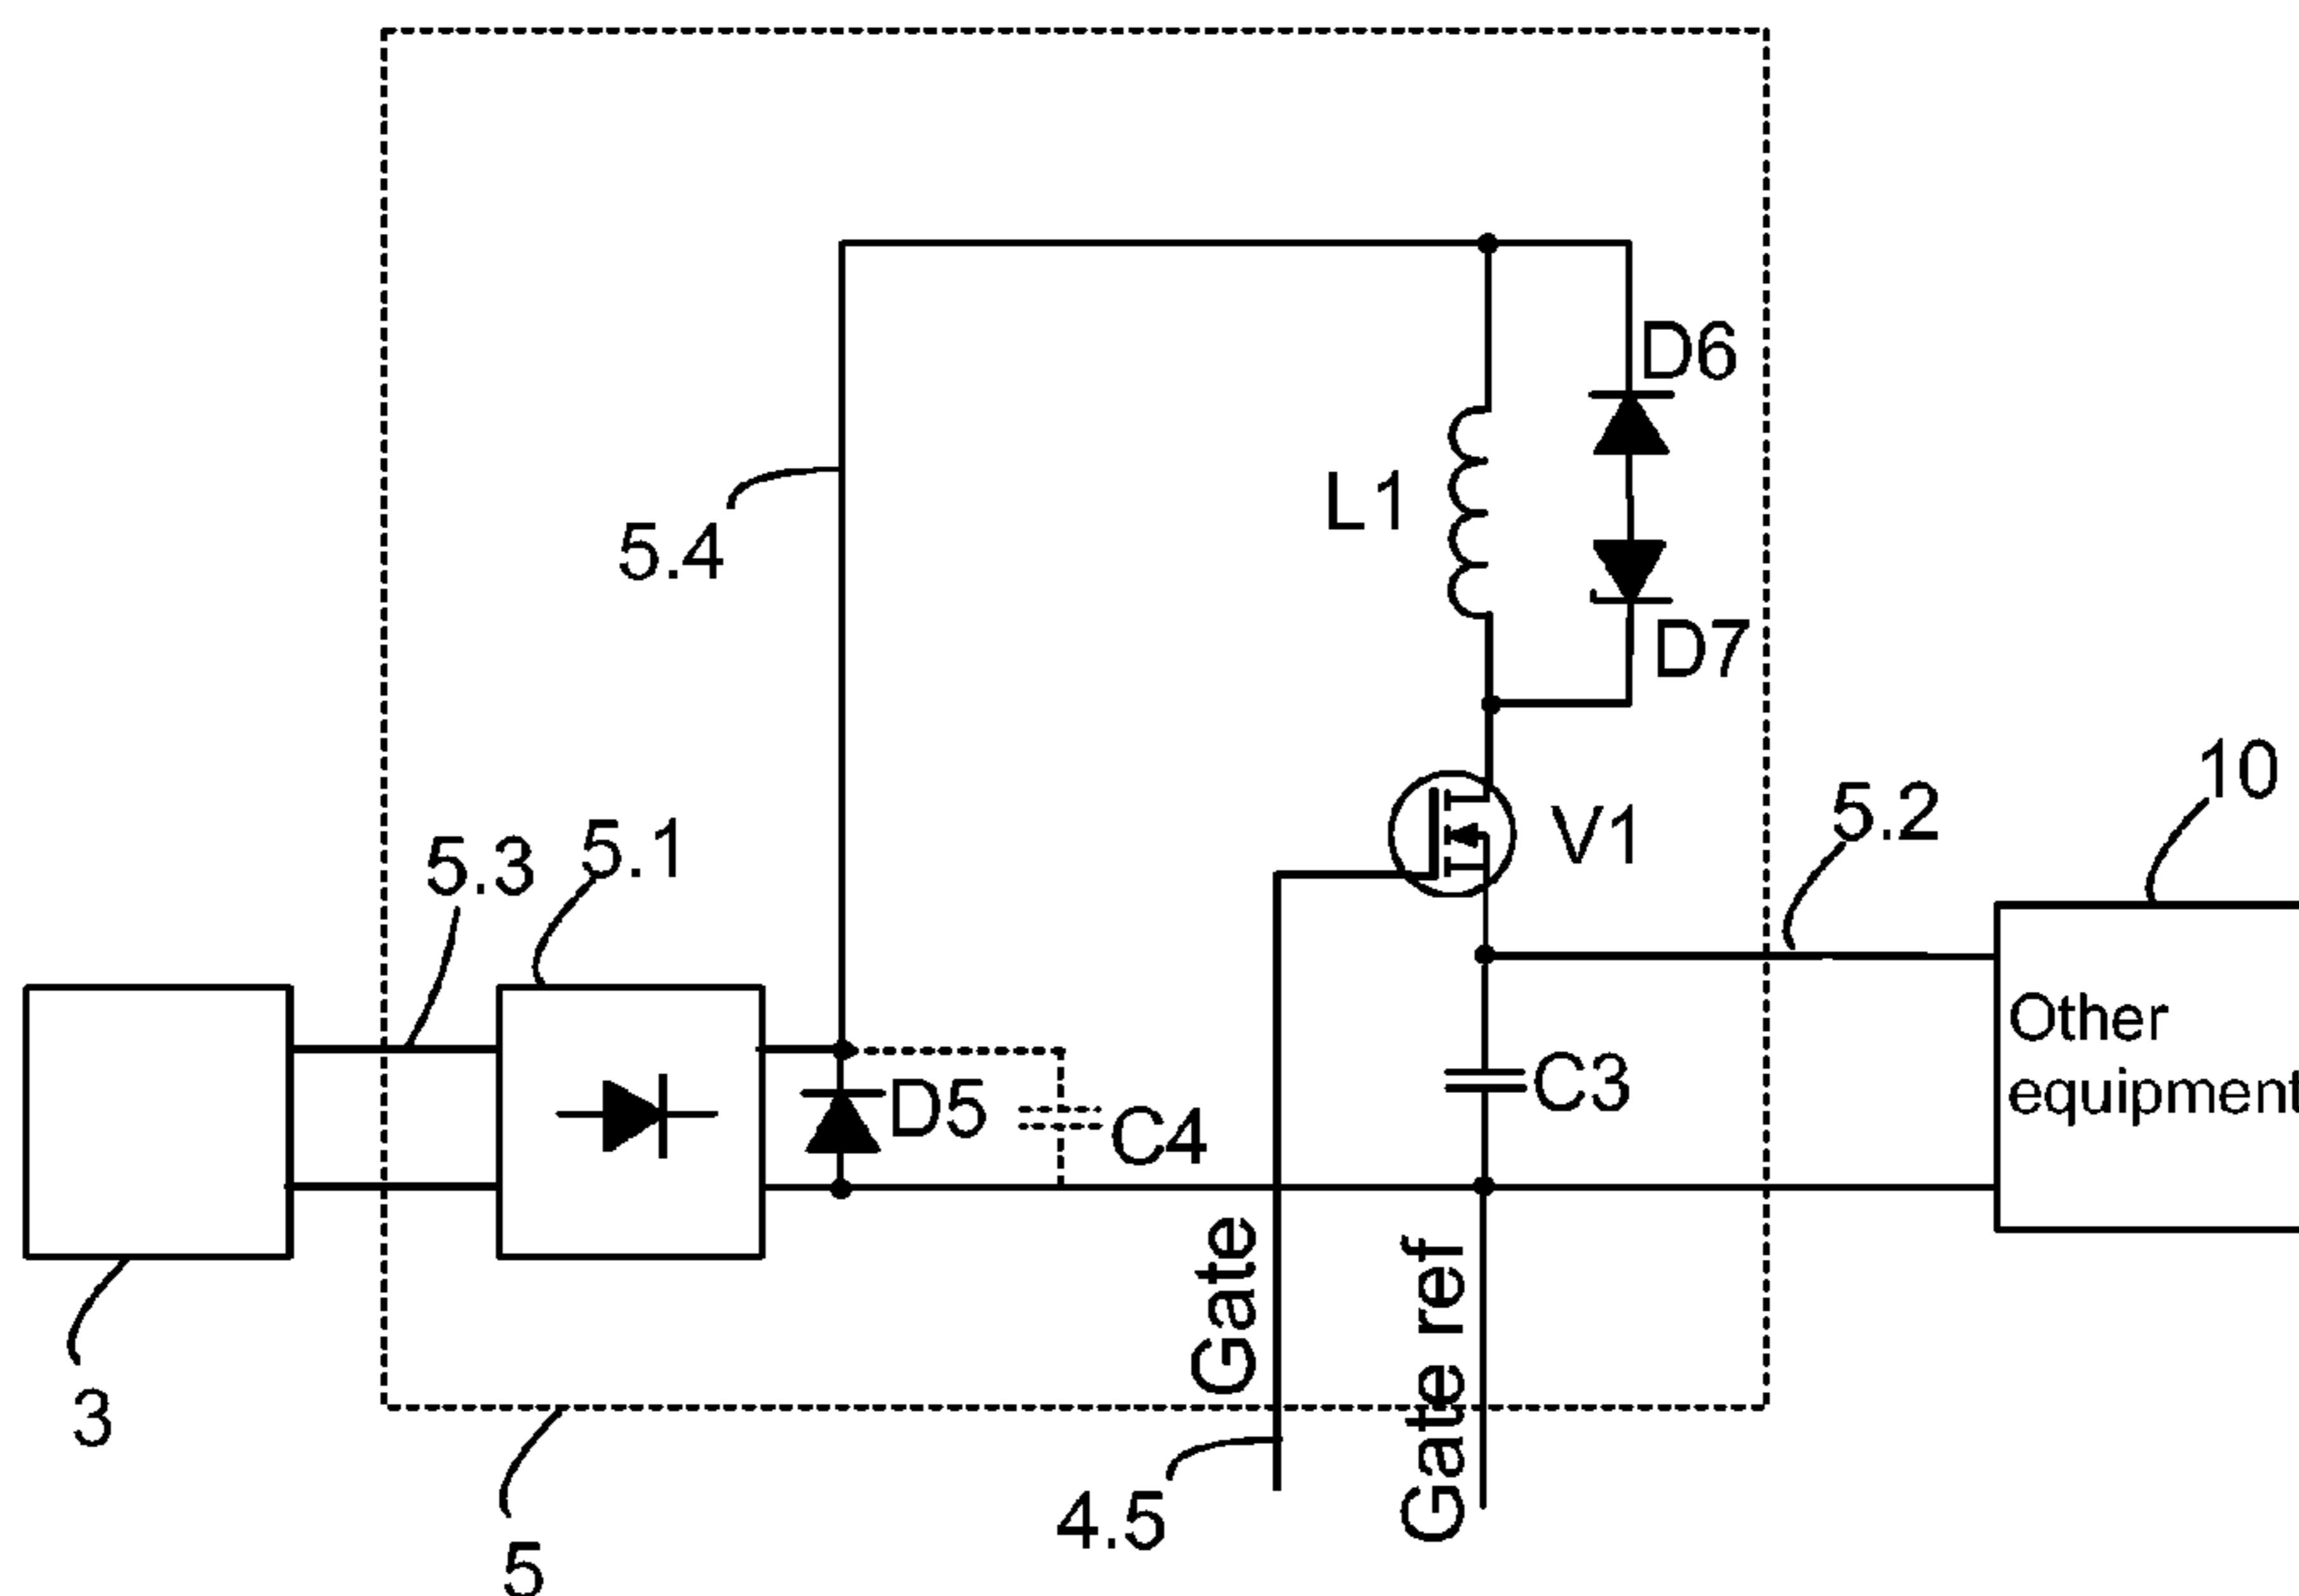 D6
L1
5.4
D7
10
V1
5.2
5.3
5.1
Other
equipment
D5
C3
C4
Gate
Gate ref
3
4.5
5